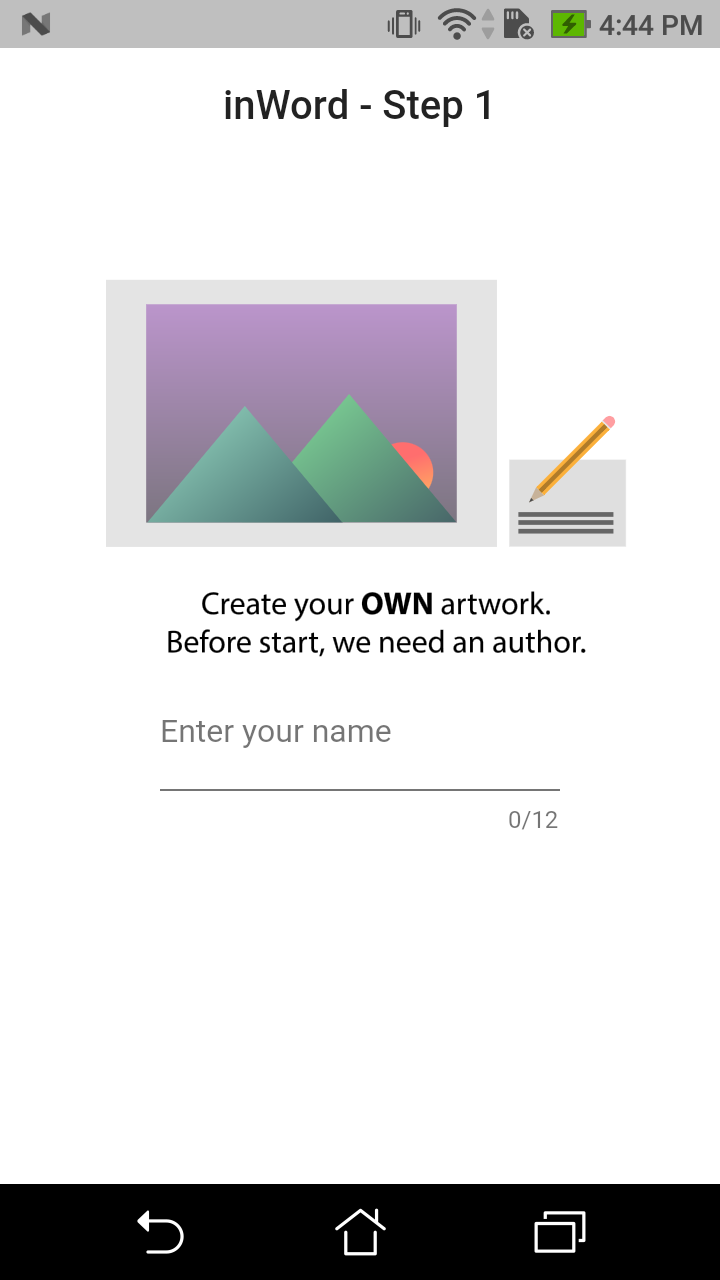 4:44 PM
inWord - Step 1
Create your OWN artwork.
Before start, we need an author.
Enter your name
0/12